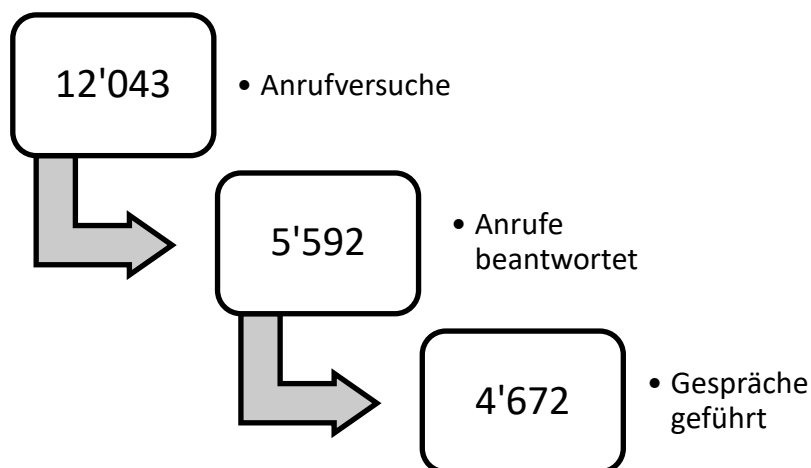 12'043
• Anrufversuche
5'592
• Anrufe
beantwortet
4'672
• Gespräche
geführt